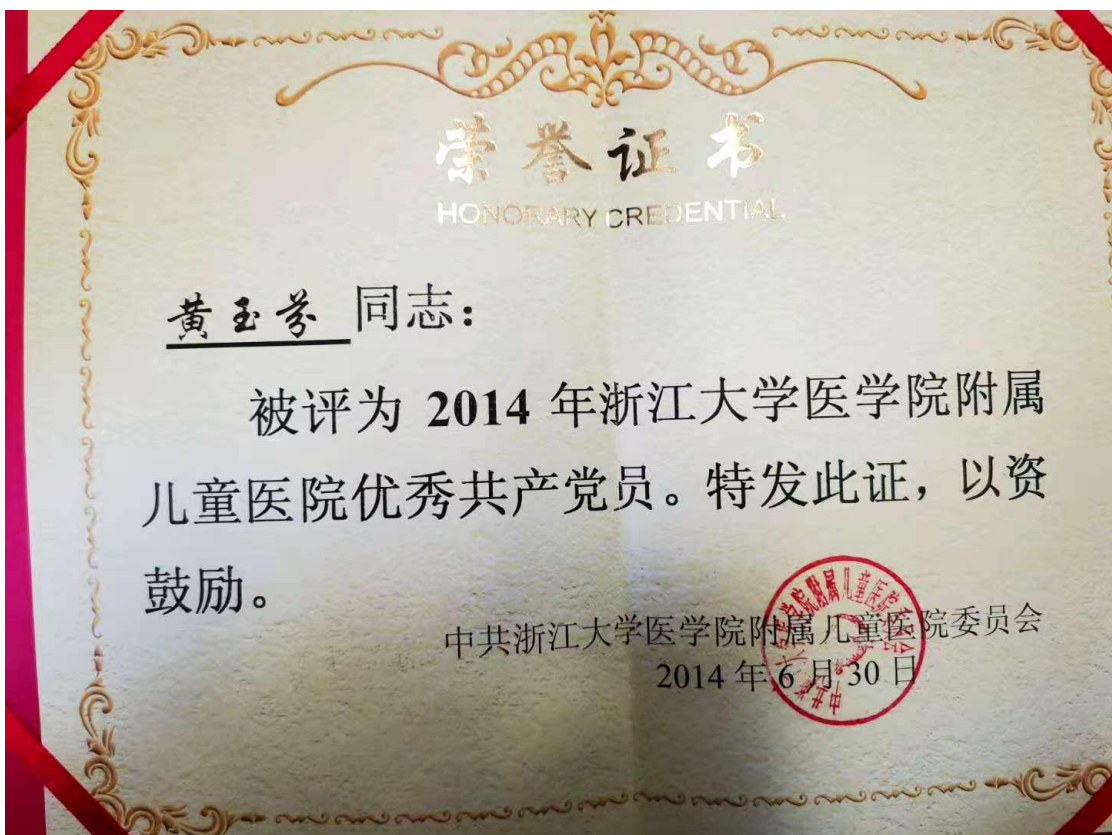 荣誉证书
HONORARY CREDENTIAL
黄玉芬 同志：
被评为 2014 年浙江大学医学院附属
儿童医院优秀共产党员。特发此证，以资
鼓励。
中共浙江大学医学院附属儿童医院委员会
2014 年 6 月 30 日